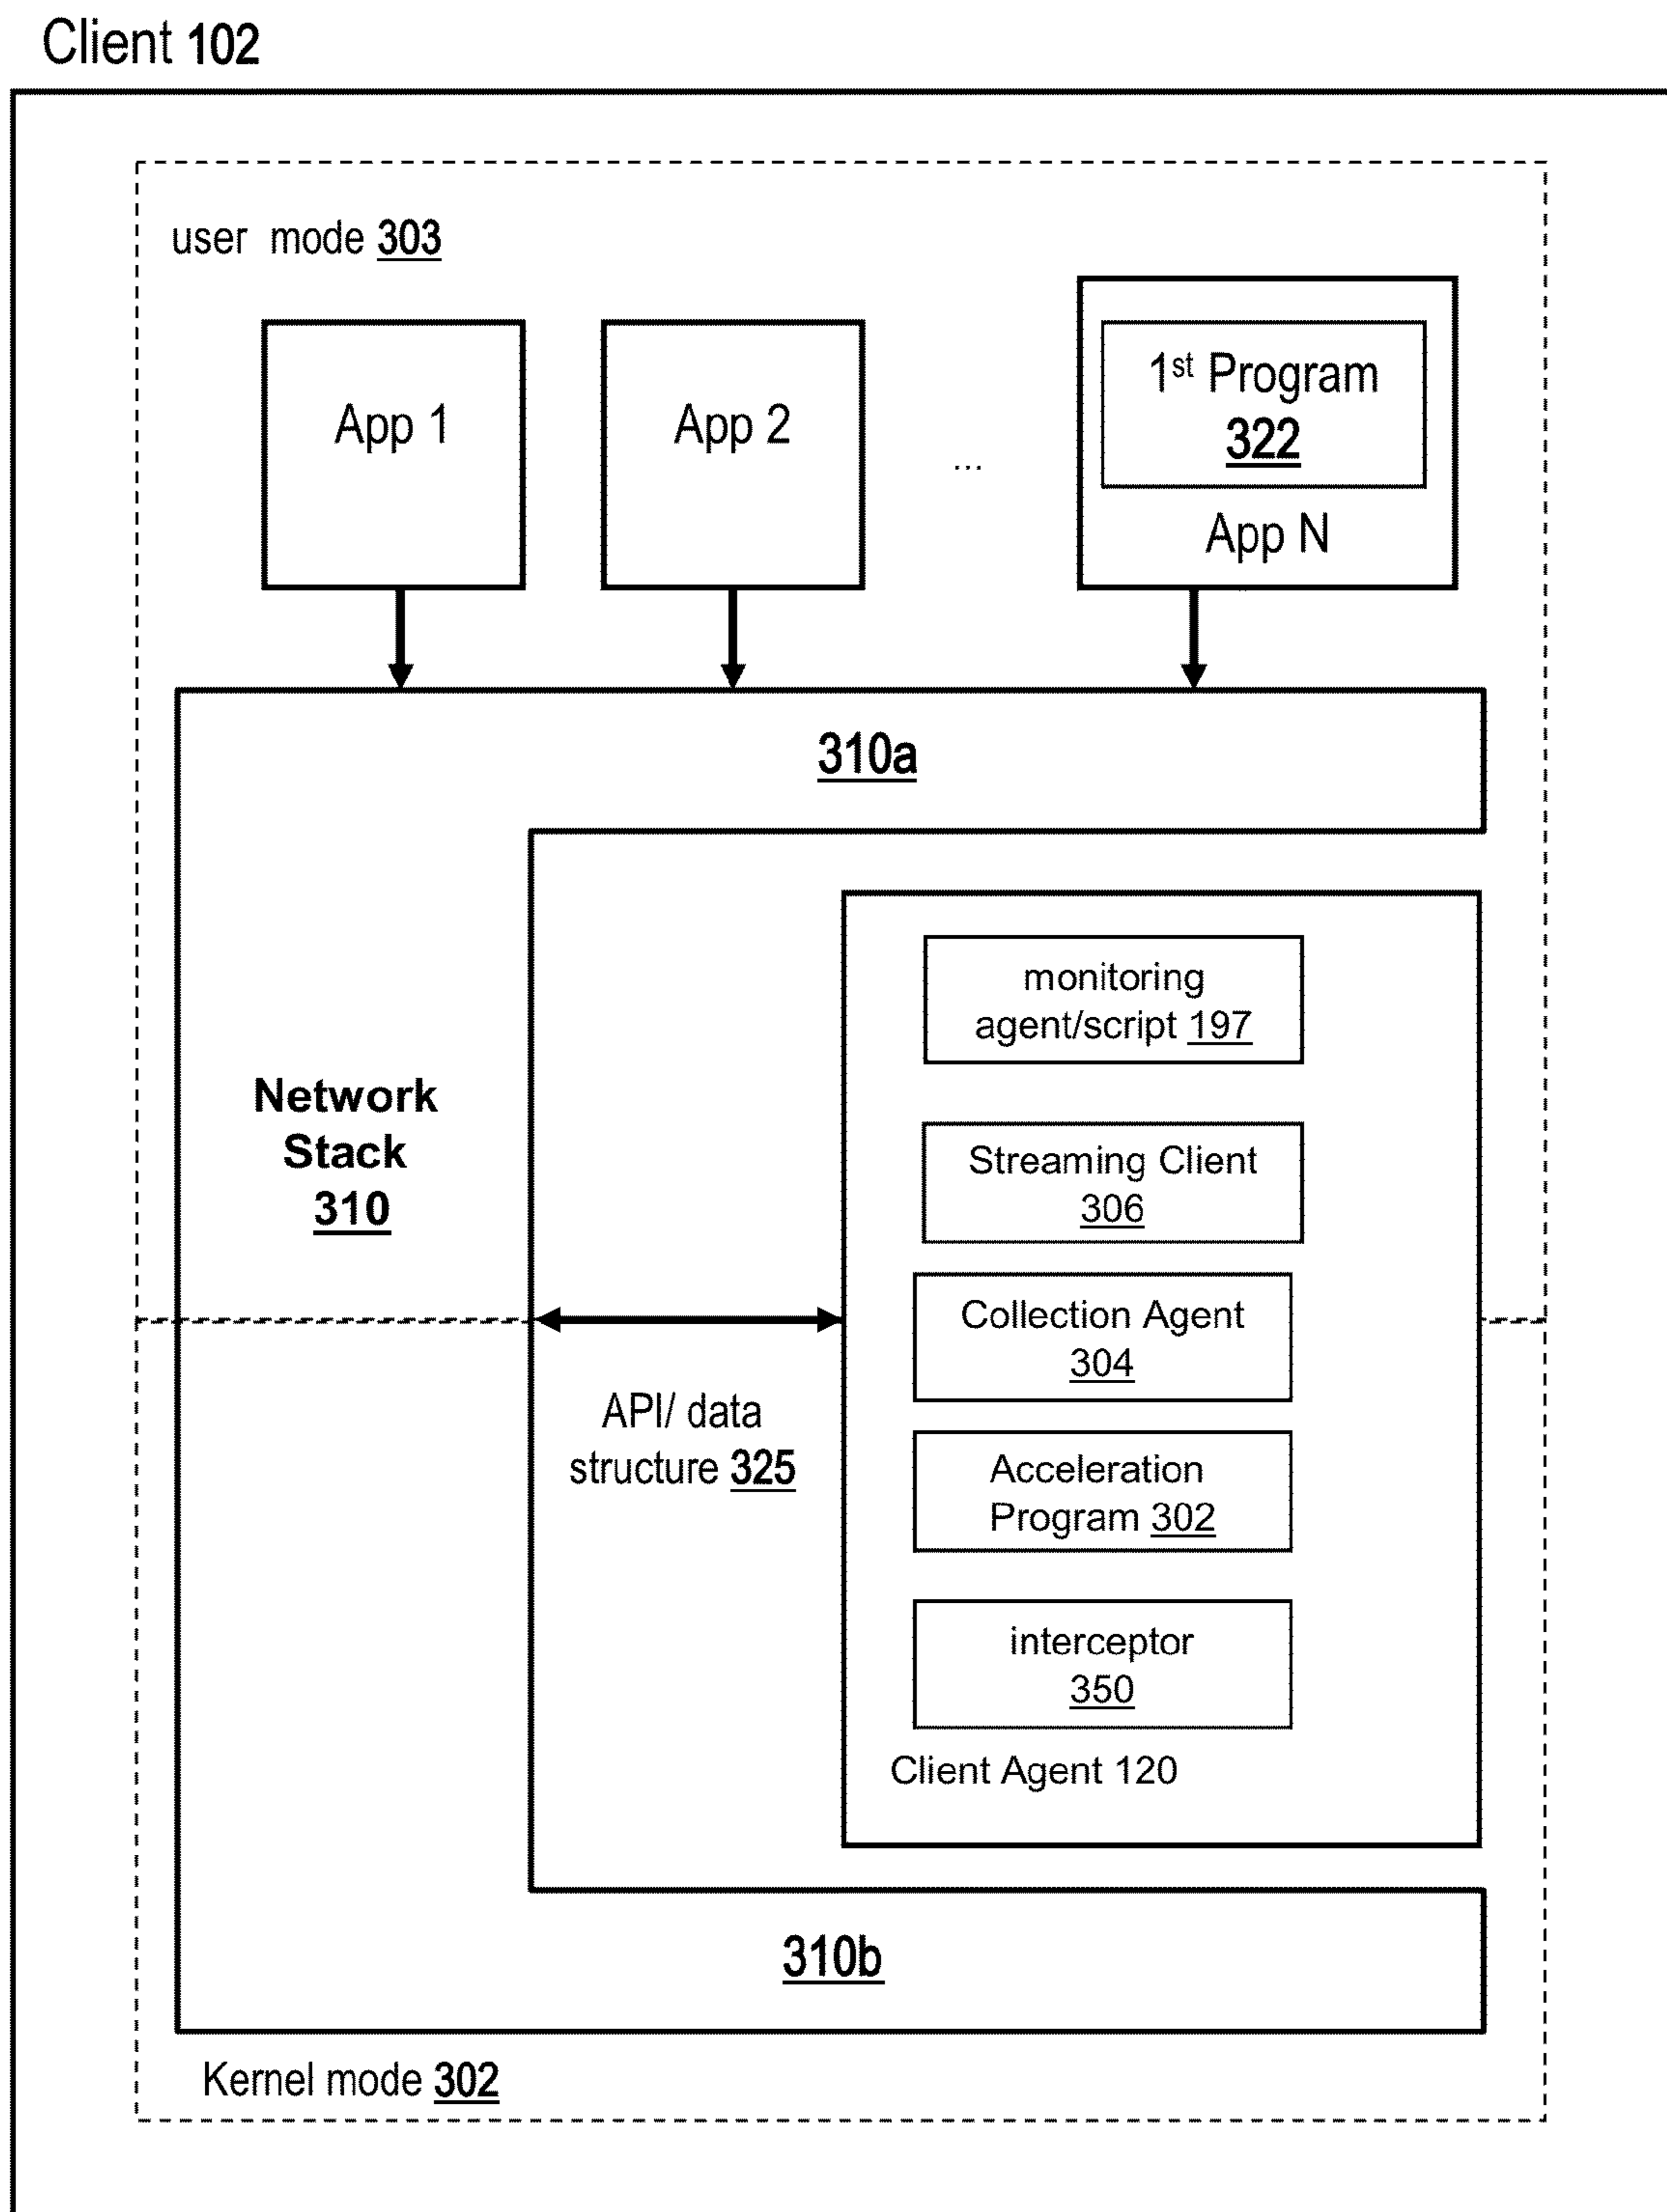 Client 102
user mode 303
App 1
App 2
...
1st Program
322
App N
310a
Network
Stack
310
monitoring
agent/script 197
Streaming Client
306
Collection Agent
304
API/ data
structure 325
Acceleration
Program 302
interceptor
350
Client Agent 120
310b
Kernel mode 302